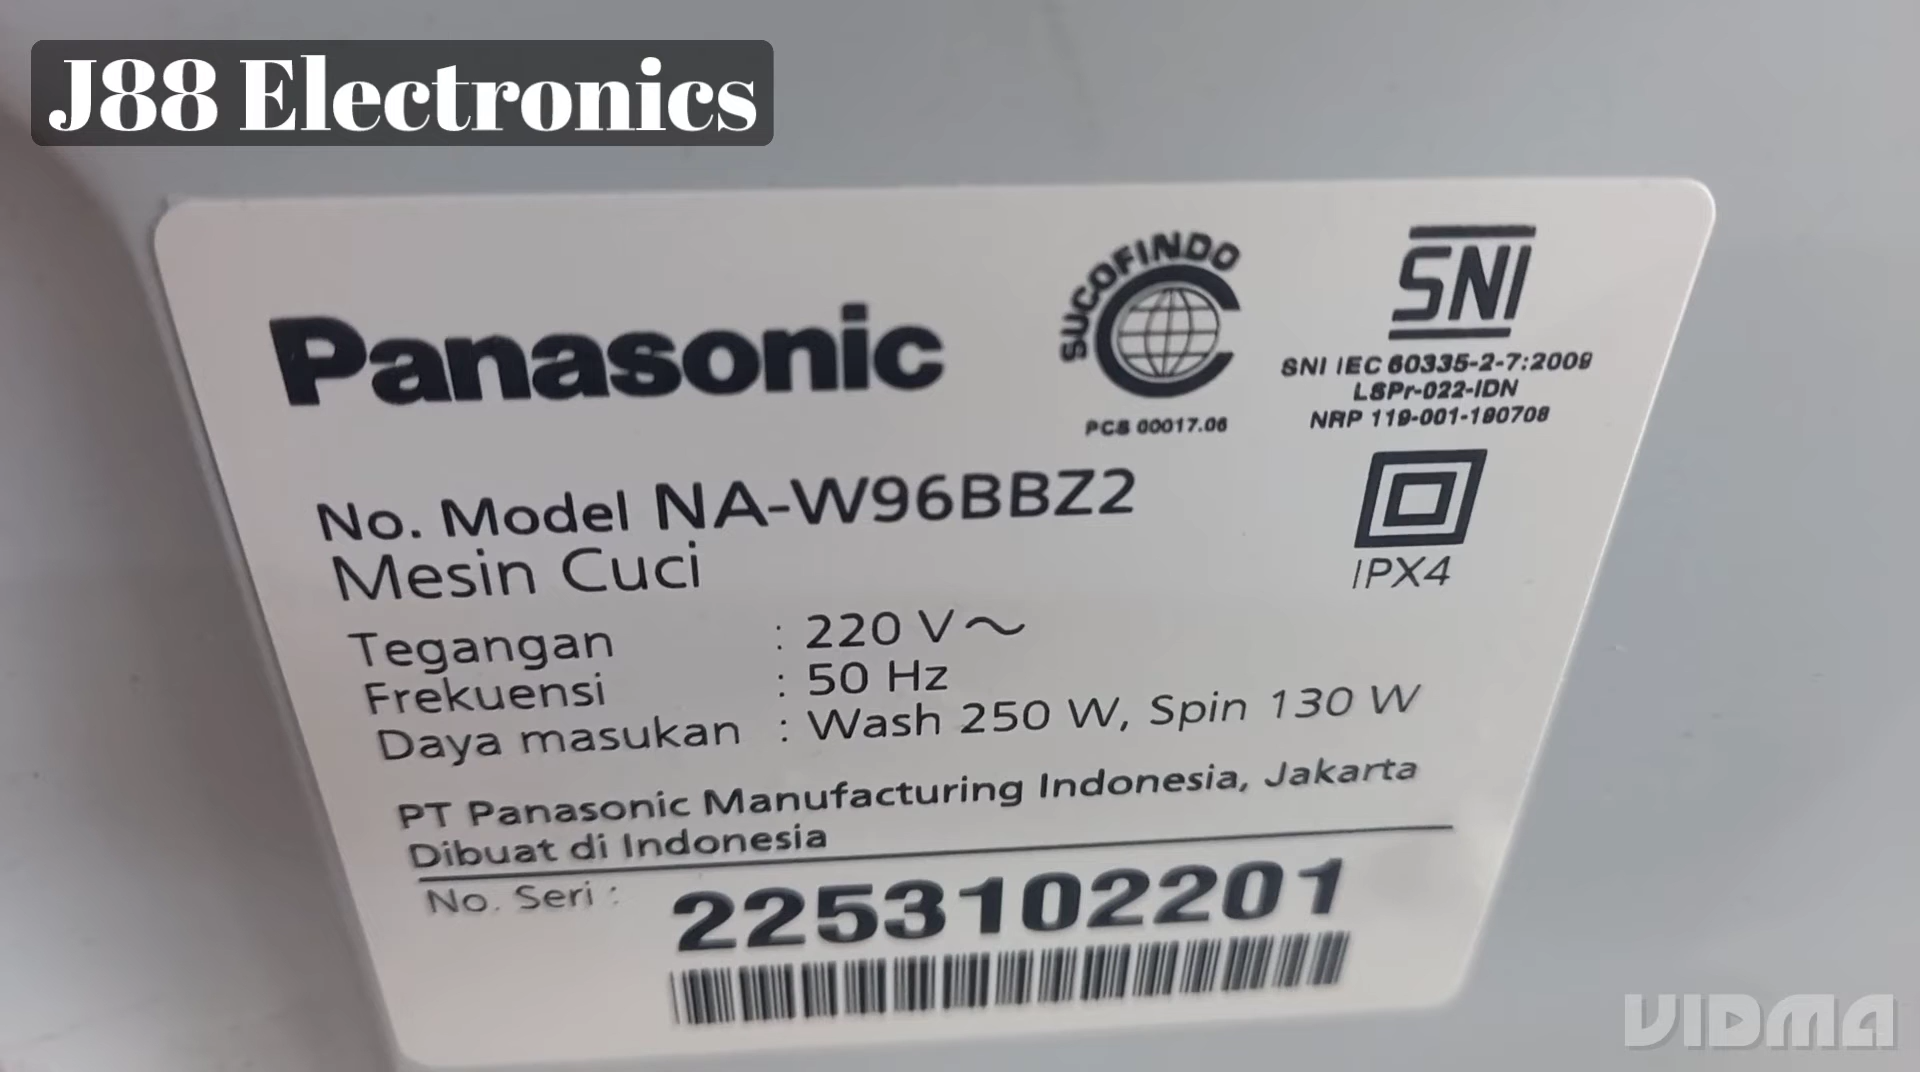 J88 Electronics
Panasonic
SUCOFINDO
PCS 00017.06
SNI
SNI IEC 60335-2-7:2009
LSPr-022-IDN
NRP 119-001-190708
No. Model NA-W96BBZ2
Mesin Cuci
IPX4
Tegangan : 220 V~
Frekuensi : 50 Hz
Daya masukan : Wash 250 W, Spin 130 W
PT Panasonic Manufacturing Indonesia, Jakarta
Dibuat di Indonesia
No. Seri : 2253102201
VIDMA